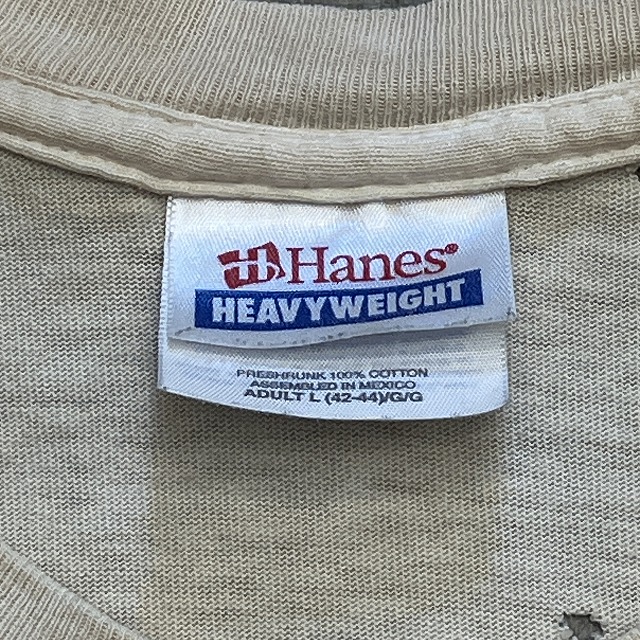 Hanes®
HEAVYWEIGHT
PRESHRUNK 100% COTTON
ASSEMBLED IN MEXICO
ADULT L (42-44)/G/G